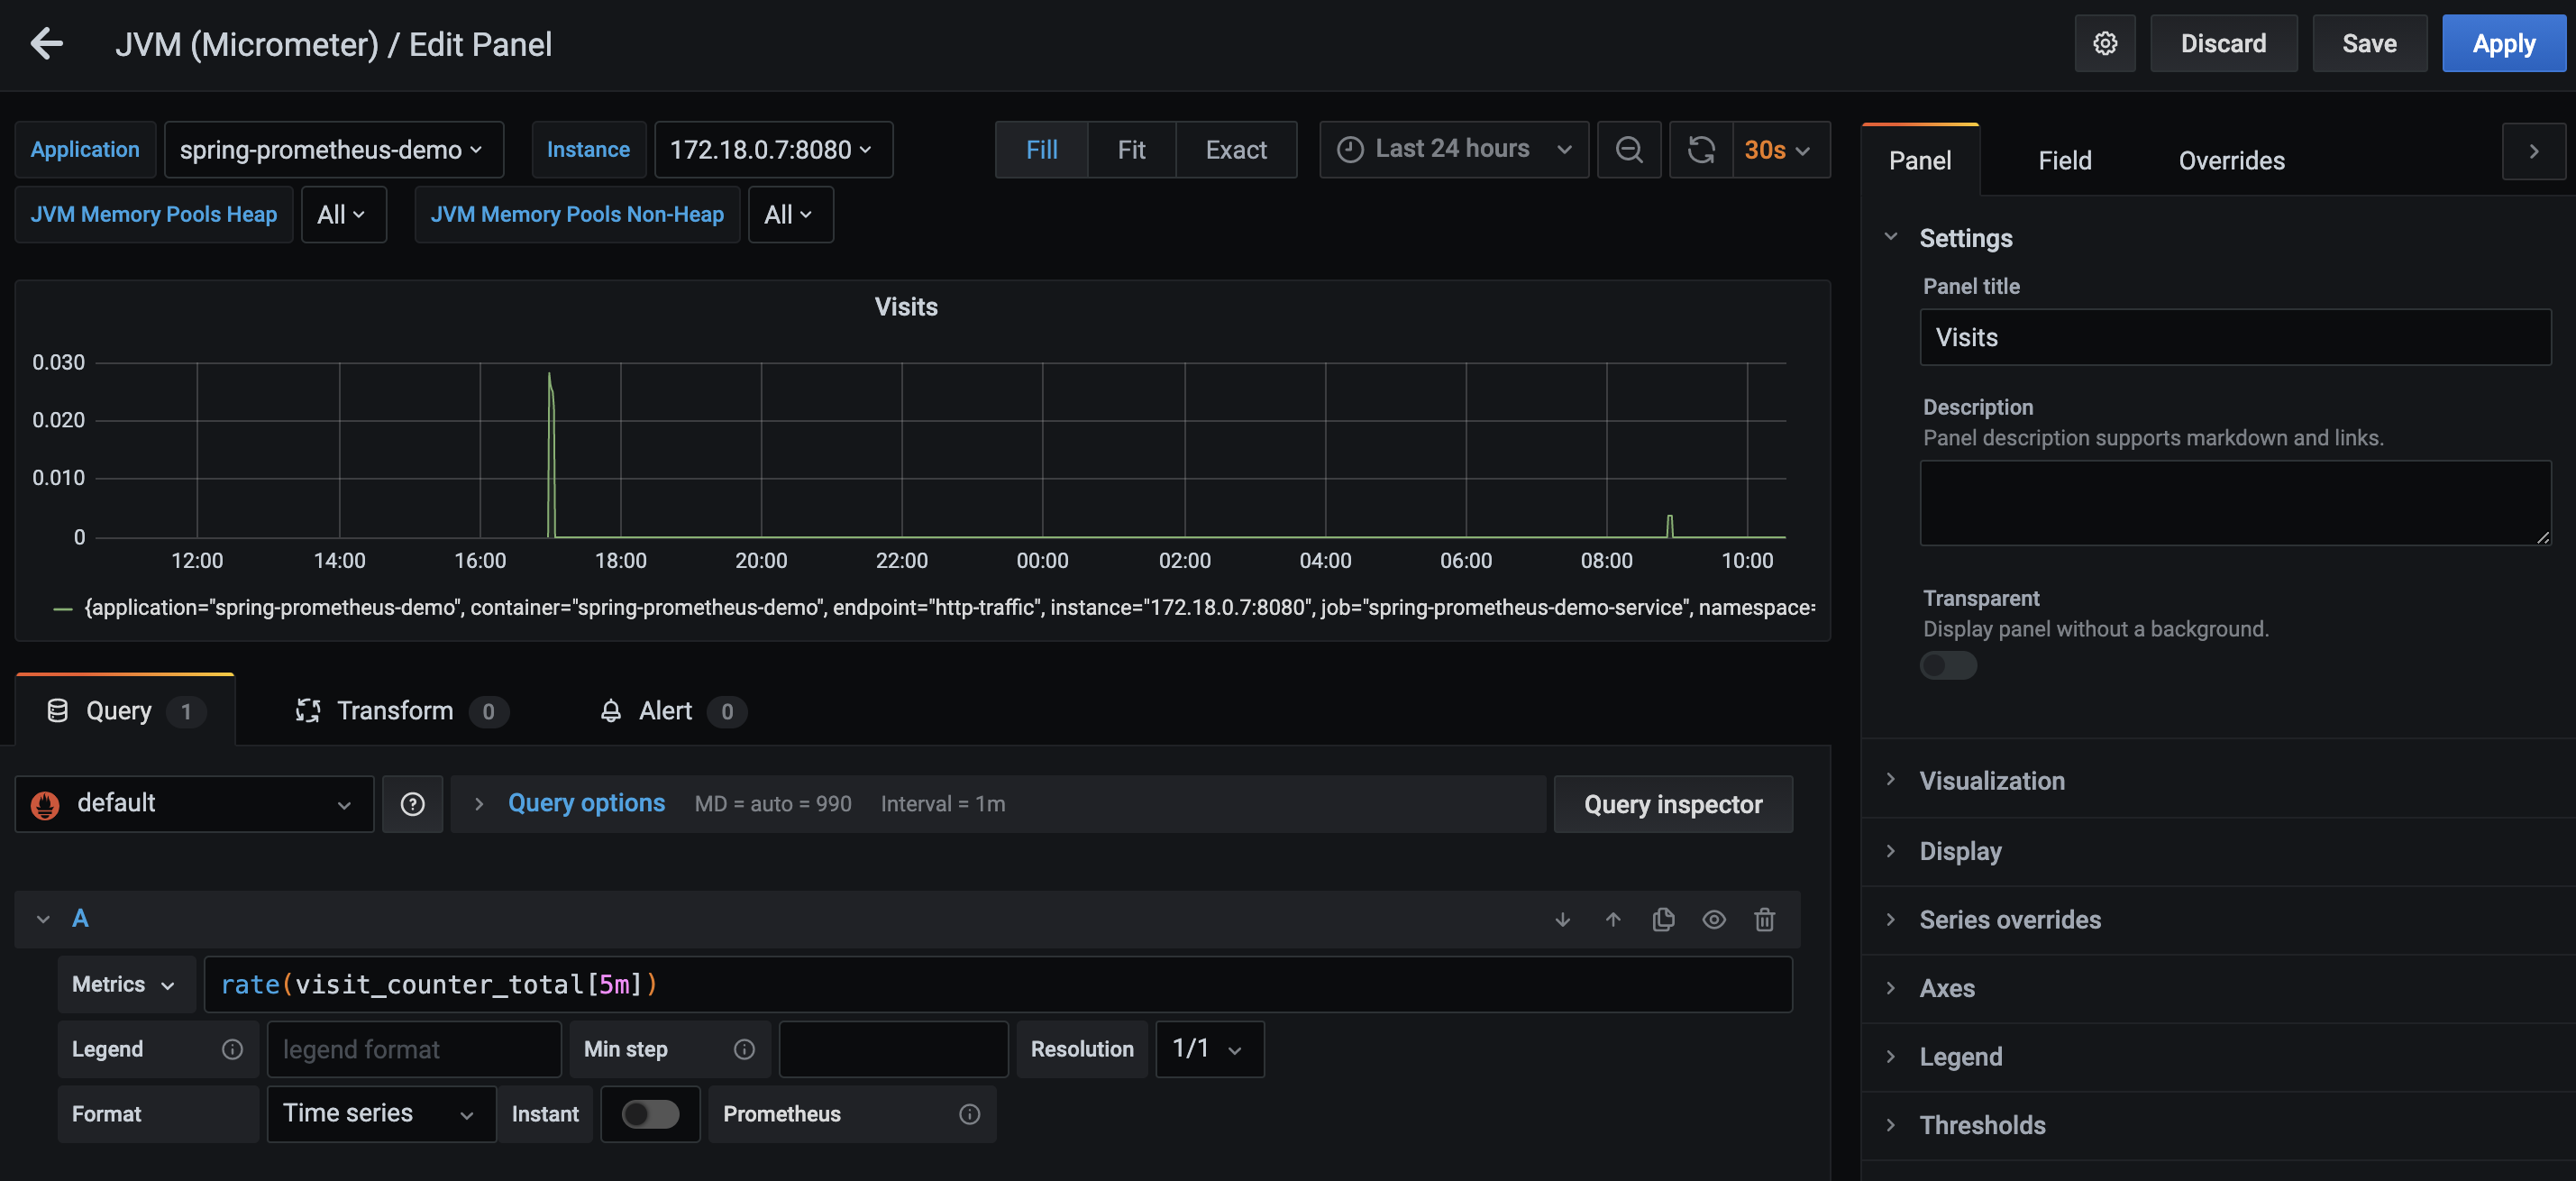 JVM (Micrometer) / Edit Panel
Discard
Save
Apply
Application
spring-prometheus-demo
Instance
172.18.0.7:8080
Fill
Fit
Exact
Last 24 hours
30s
JVM Memory Pools Heap
All
JVM Memory Pools Non-Heap
All
Visits
0.030
0.020
0.010
0
12:00
14:00
16:00
18:00
20:00
22:00
00:00
02:00
04:00
06:00
08:00
10:00
{application="spring-prometheus-demo", container="spring-prometheus-demo", endpoint="http-traffic", instance="172.18.0.7:8080", job="spring-prometheus-demo-service", namespace=
Query 1
Transform 0
Alert 0
default
Query options
MD = auto = 990
Interval = 1m
Query inspector
A
Metrics
rate(visit_counter_total[5m])
Legend
legend format
Min step
Resolution
1/1
Format
Time series
Instant
Prometheus
Panel
Field
Overrides
Settings
Panel title
Visits
Description
Panel description supports markdown and links.
Transparent
Display panel without a background.
Visualization
Display
Series overrides
Axes
Legend
Thresholds